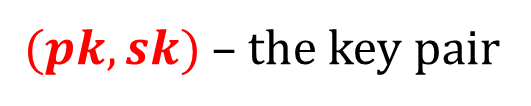 (pk, sk) – the key pair